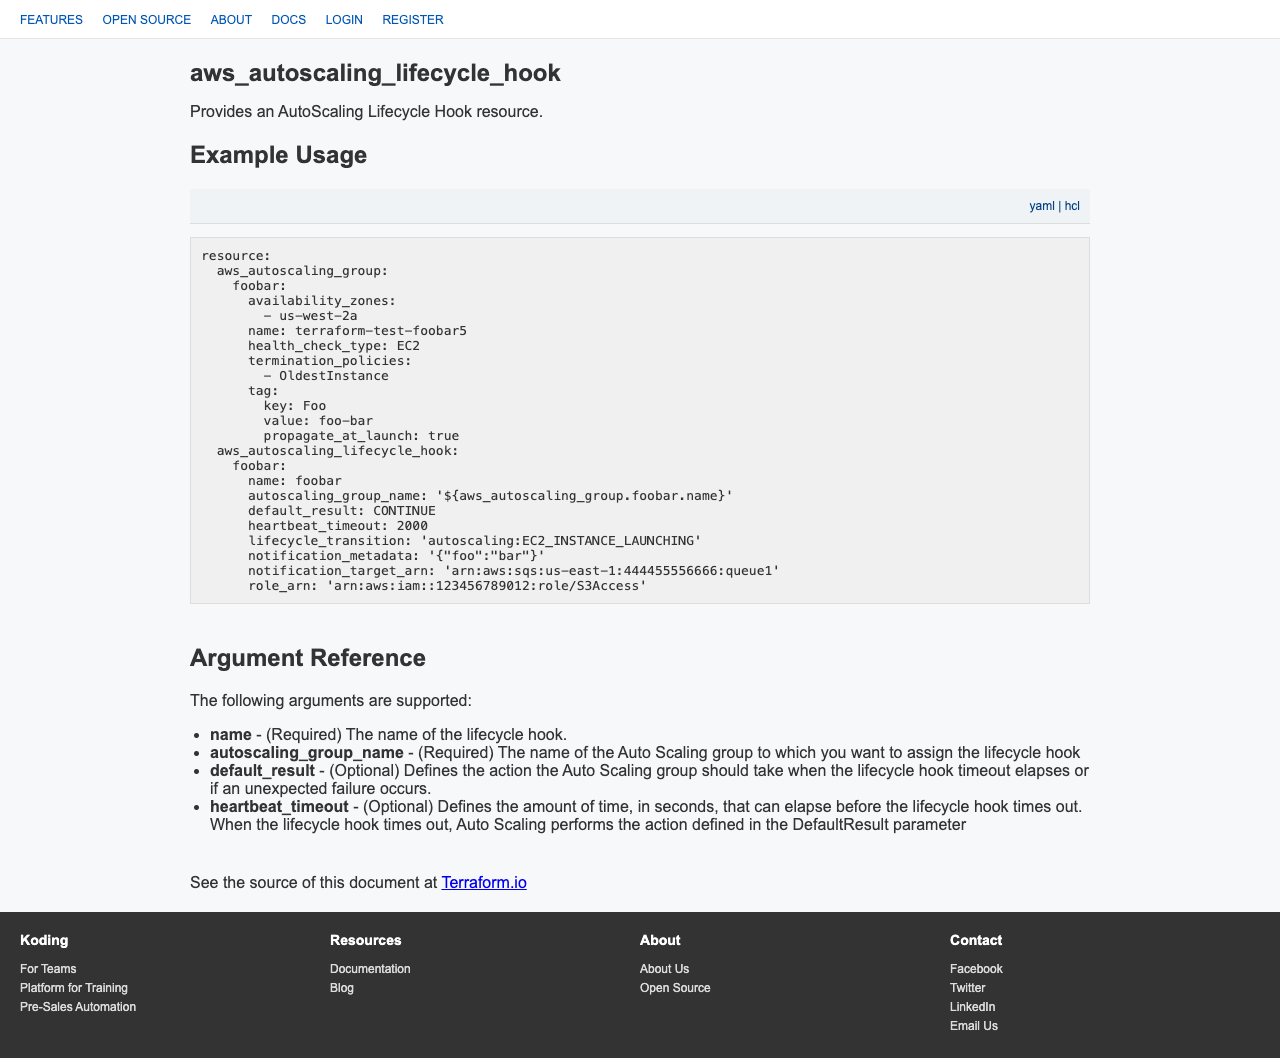 FEATURES OPEN SOURCE ABOUT DOCS LOGIN REGISTER
aws_autoscaling_lifecycle_hook
Provides an AutoScaling Lifecycle Hook resource.
Example Usage
yaml | hcl
resource:
  aws_autoscaling_group:
    foobar:
      availability_zones:
        - us-west-2a
      name: terraform-test-foobar5
      health_check_type: EC2
      termination_policies:
        - OldestInstance
      tag:
        key: Foo
        value: foo-bar
        propagate_at_launch: true
  aws_autoscaling_lifecycle_hook:
    foobar:
      name: foobar
      autoscaling_group_name: '${aws_autoscaling_group.foobar.name}'
      default_result: CONTINUE
      heartbeat_timeout: 2000
      lifecycle_transition: 'autoscaling:EC2_INSTANCE_LAUNCHING'
      notification_metadata: '{"foo":"bar"}'
      notification_target_arn: 'arn:aws:sqs:us-east-1:444455556666:queue1'
      role_arn: 'arn:aws:iam::123456789012:role/S3Access'
Argument Reference
The following arguments are supported:
• name - (Required) The name of the lifecycle hook.
• autoscaling_group_name - (Required) The name of the Auto Scaling group to which you want to assign the lifecycle hook
• default_result - (Optional) Defines the action the Auto Scaling group should take when the lifecycle hook timeout elapses or
if an unexpected failure occurs.
• heartbeat_timeout - (Optional) Defines the amount of time, in seconds, that can elapse before the lifecycle hook times out.
When the lifecycle hook times out, Auto Scaling performs the action defined in the DefaultResult parameter
See the source of this document at Terraform.io
Koding
For Teams
Platform for Training
Pre-Sales Automation
Resources
Documentation
Blog
About
About Us
Open Source
Contact
Facebook
Twitter
LinkedIn
Email Us